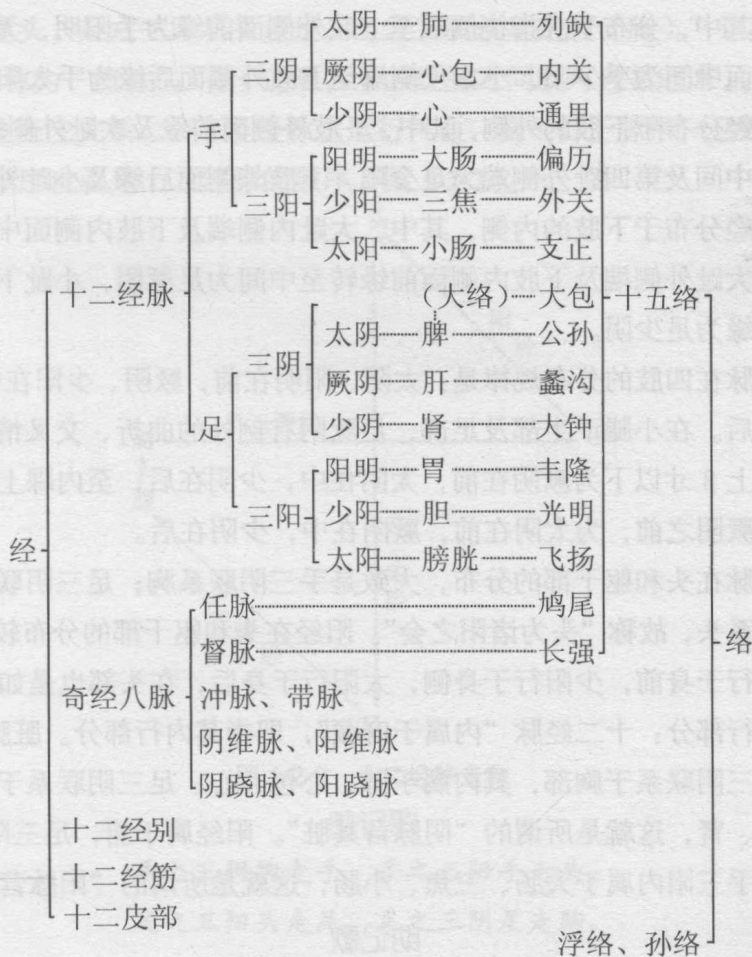 太阴 肺 列缺
三阴 厥阴 心包 内关
少阴 心 通里
手
阳明 大肠 偏历
三阳 少阳 三焦 外关
太阳 小肠 支正
十二经脉 (大络) 大包 十五络
三阴 太阴 脾 公孙
厥阴 肝 蠡沟
足 少阴 肾 大钟
阳明 胃 丰隆
三阳 少阳 胆 光明
经 太阳 膀胱 飞扬
任脉 鸠尾
督脉 长强 络
奇经八脉 冲脉、带脉
阴维脉、阳维脉
阴跷脉、阳跷脉
十二经别
十二经筋
十二皮部
浮络、孙络